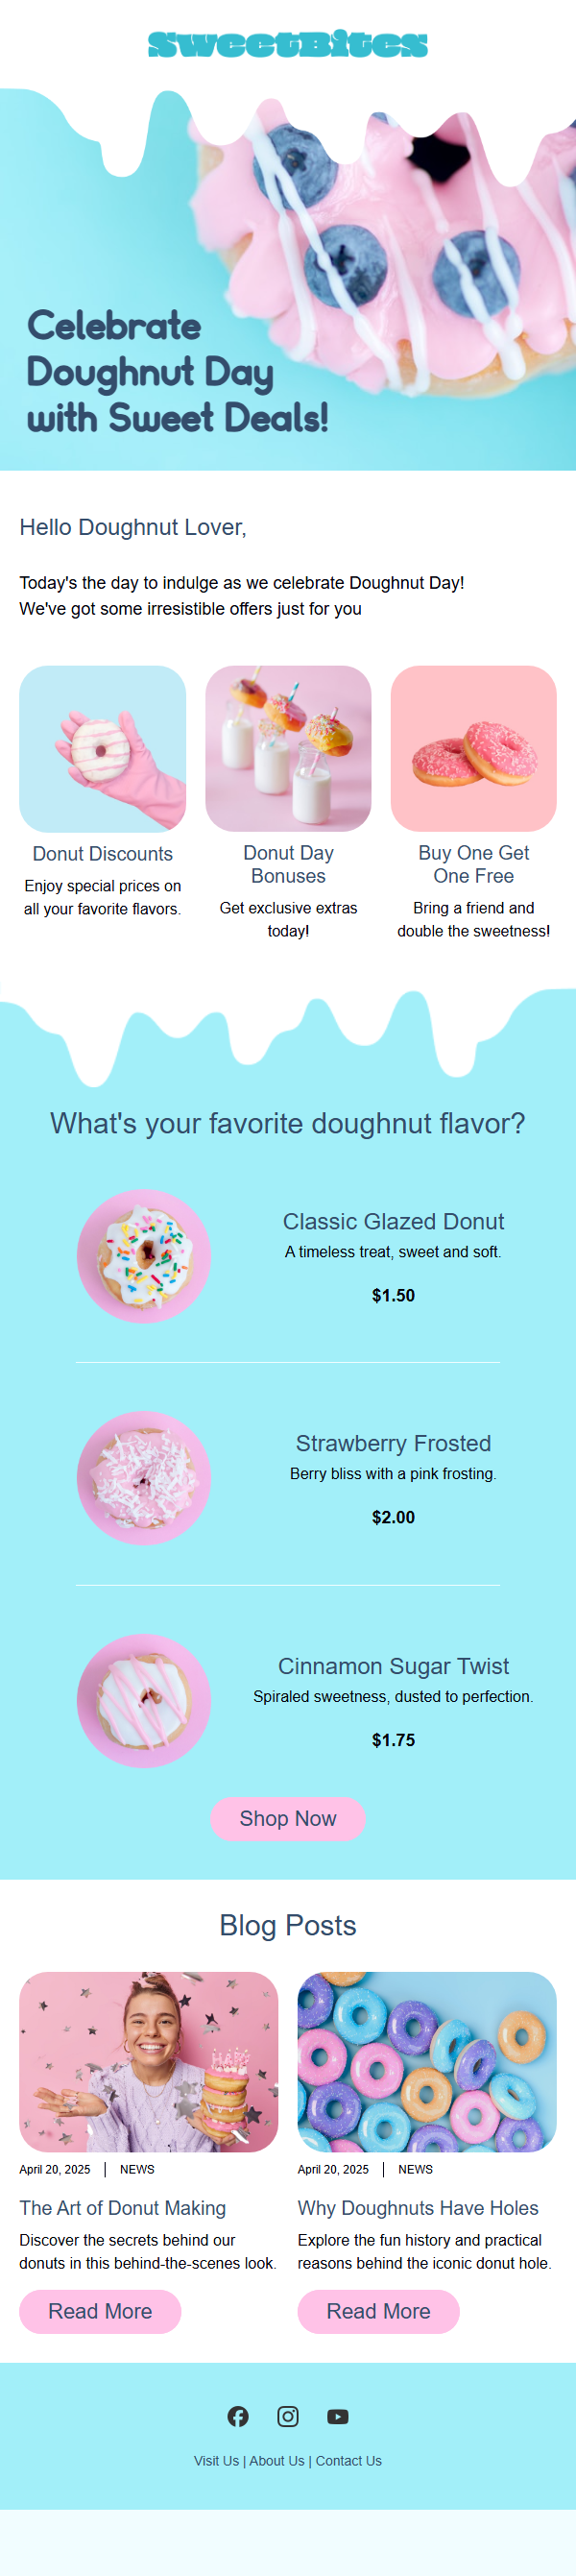 SweetBites
Celebrate
Doughnut Day
with Sweet Deals!
Hello Doughnut Lover,
Today's the day to indulge as we celebrate Doughnut Day!
We've got some irresistible offers just for you
Donut Discounts
Enjoy special prices on
all your favorite flavors.
Donut Day
Bonuses
Get exclusive extras
today!
Buy One Get
One Free
Bring a friend and
double the sweetness!
What's your favorite doughnut flavor?
Classic Glazed Donut
A timeless treat, sweet and soft.
$1.50
Strawberry Frosted
Berry bliss with a pink frosting.
$2.00
Cinnamon Sugar Twist
Spiraled sweetness, dusted to perfection.
$1.75
Shop Now
Blog Posts
April 20, 2025 | NEWS
The Art of Donut Making
Discover the secrets behind our
donuts in this behind-the-scenes look.
Read More
April 20, 2025 | NEWS
Why Doughnuts Have Holes
Explore the fun history and practical
reasons behind the iconic donut hole.
Read More
Visit Us | About Us | Contact Us